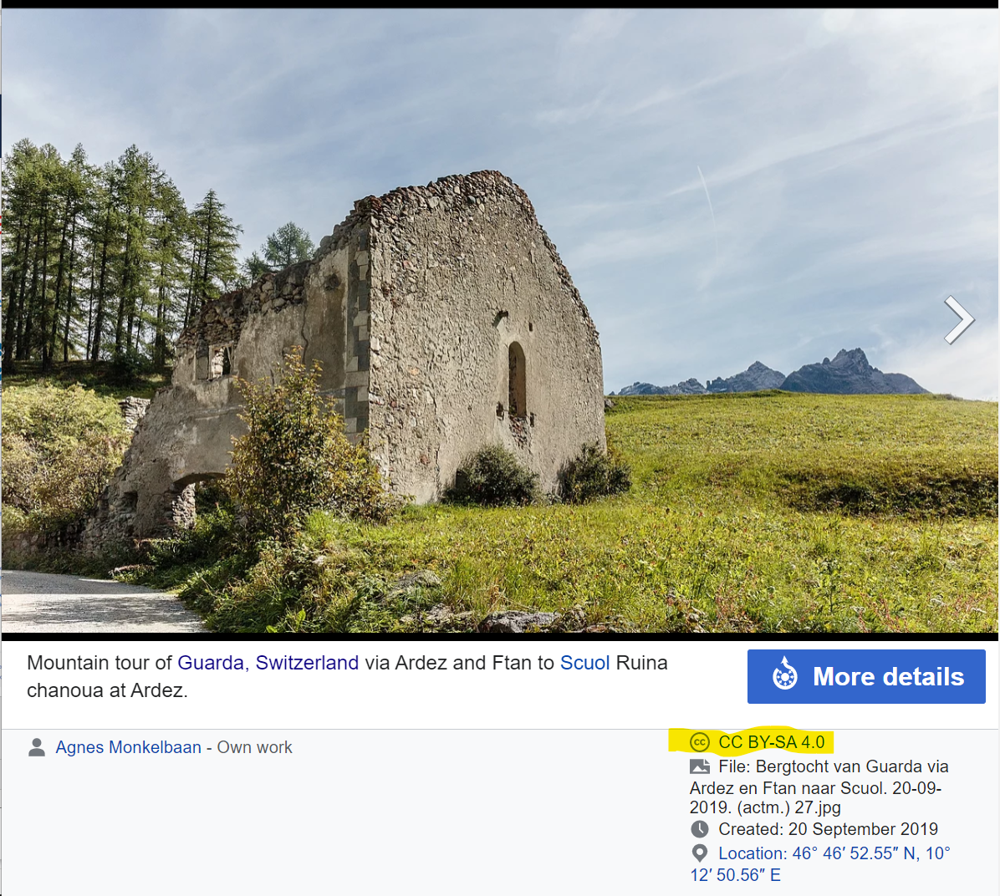 Mountain tour of Guarda, Switzerland via Ardez and Ftan to Scuol Ruina
chanoua at Ardez.
More details
Agnes Monkelbaan - Own work
CC BY-SA 4.0
File: Bergtocht van Guarda via
Ardez en Ftan naar Scuol. 20-09-
2019. (actm.) 27.jpg
Created: 20 September 2019
Location: 46° 46′ 52.55″ N, 10°
12′ 50.56″ E